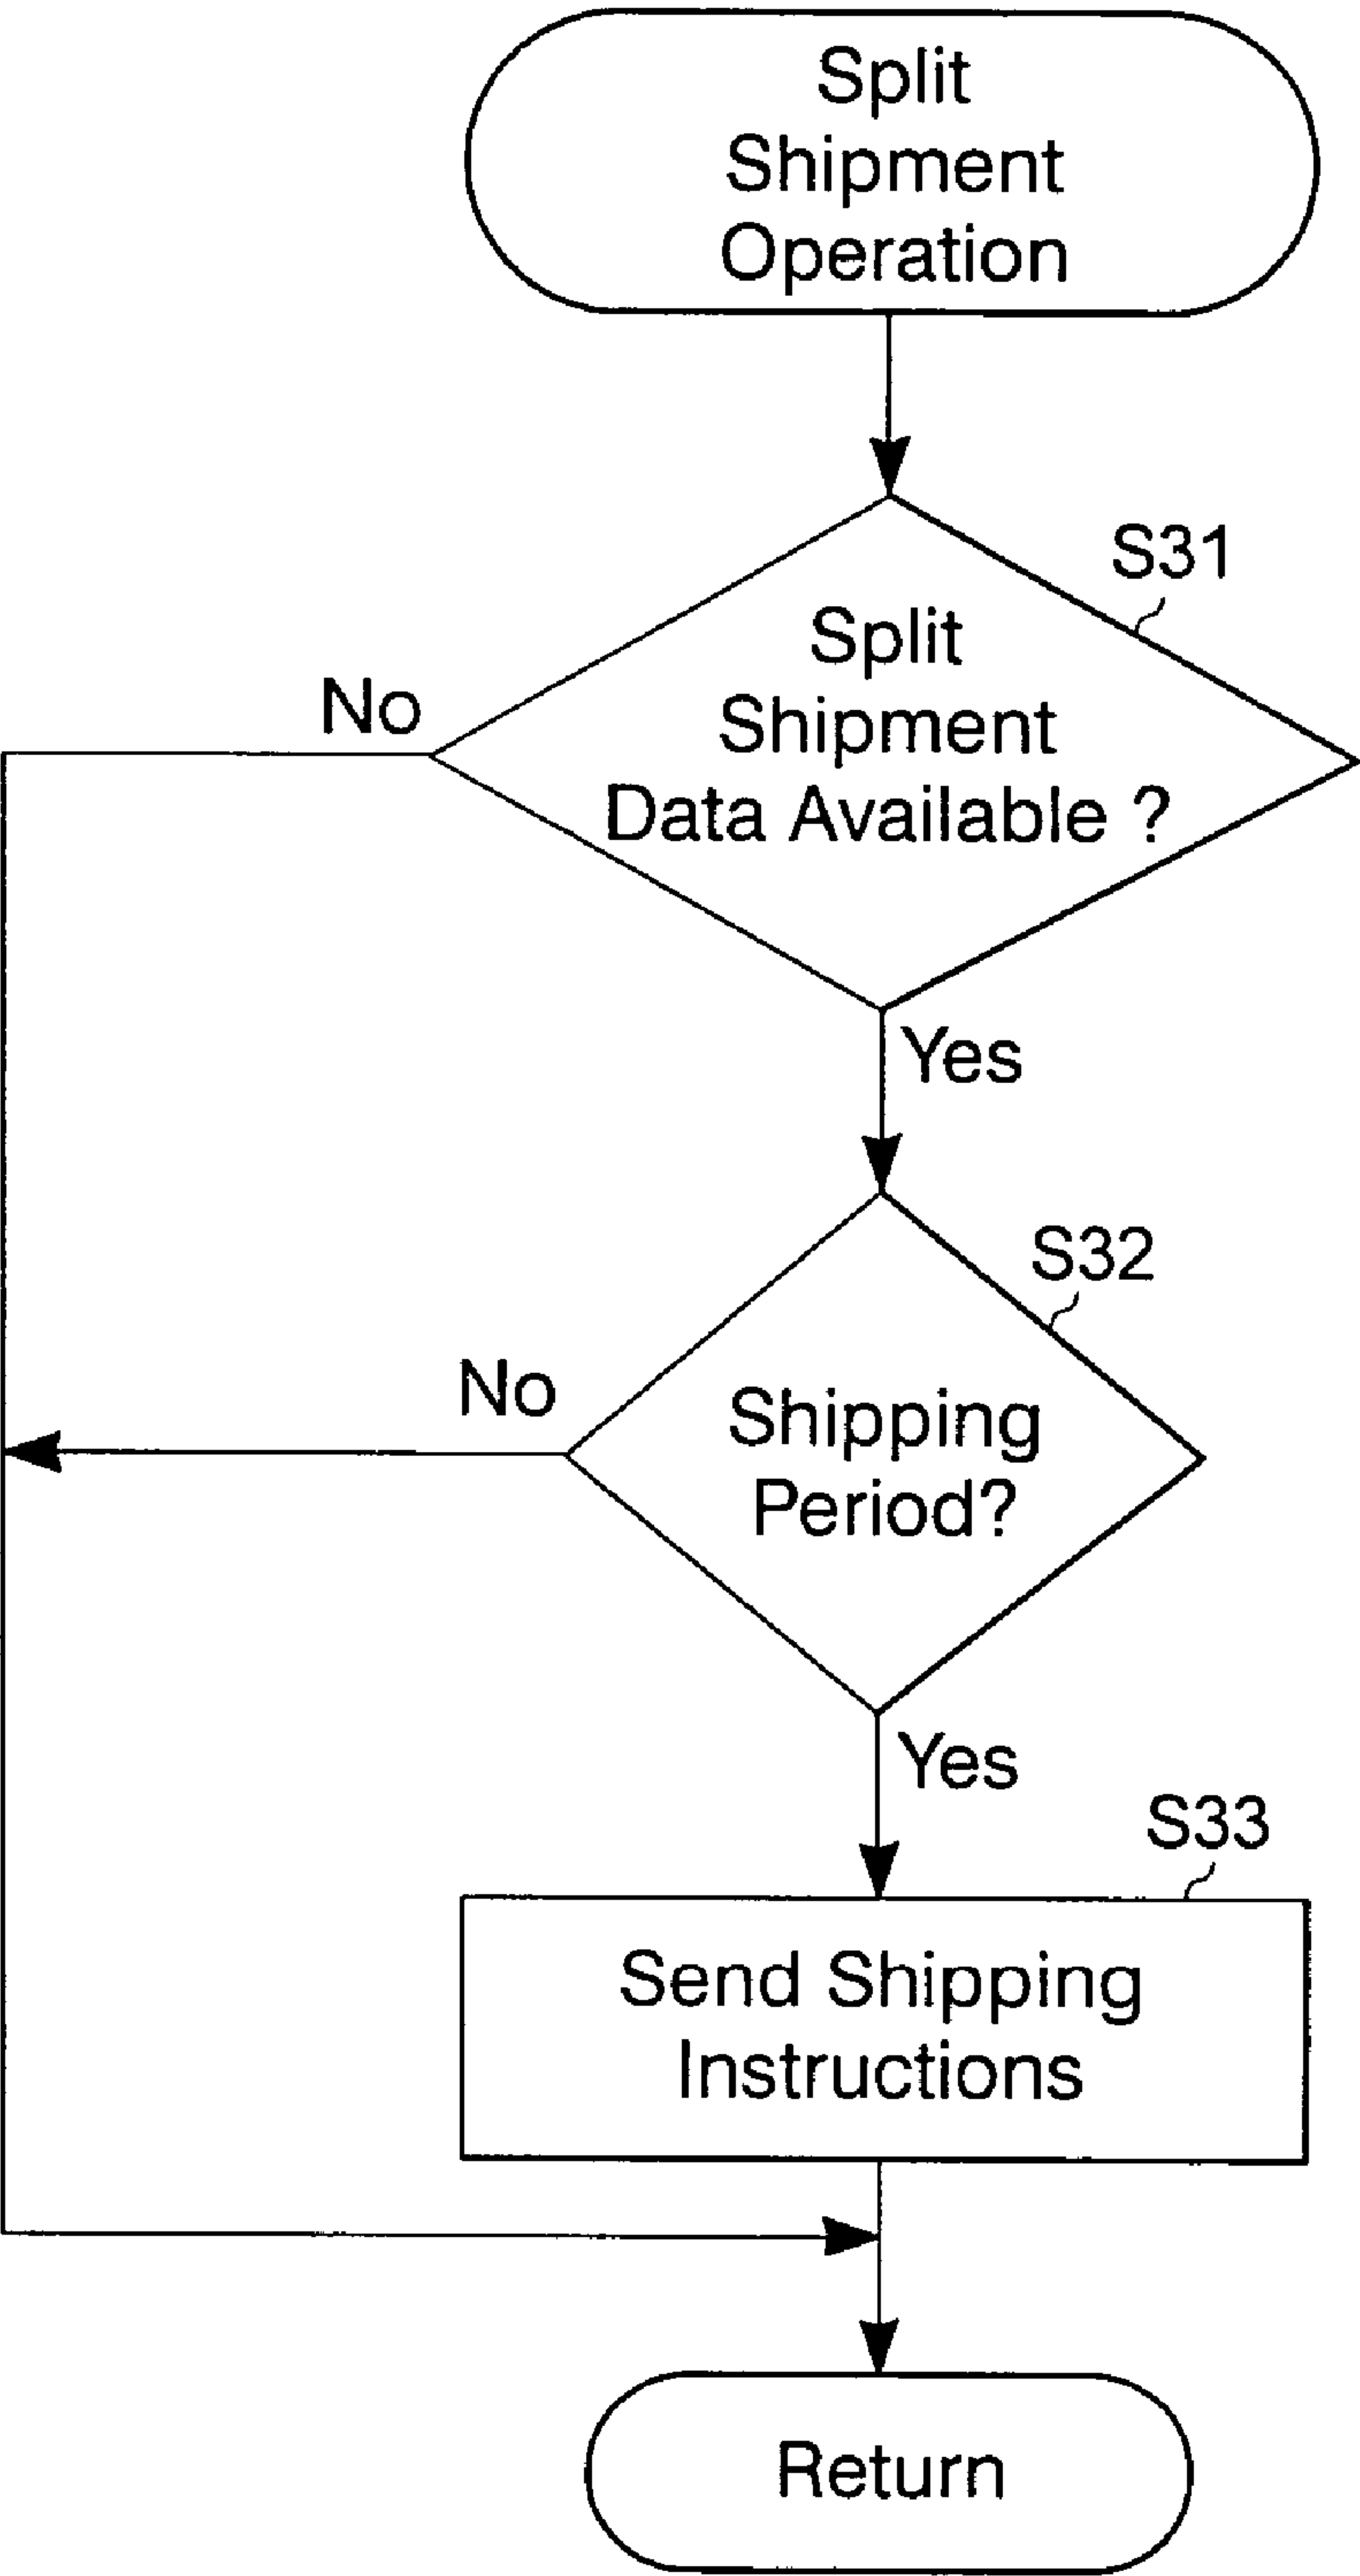 Split
Shipment
Operation
S31
Split
Shipment
Data Available ?
No
Yes
S32
Shipping
Period?
No
Yes
S33
Send Shipping
Instructions
Return